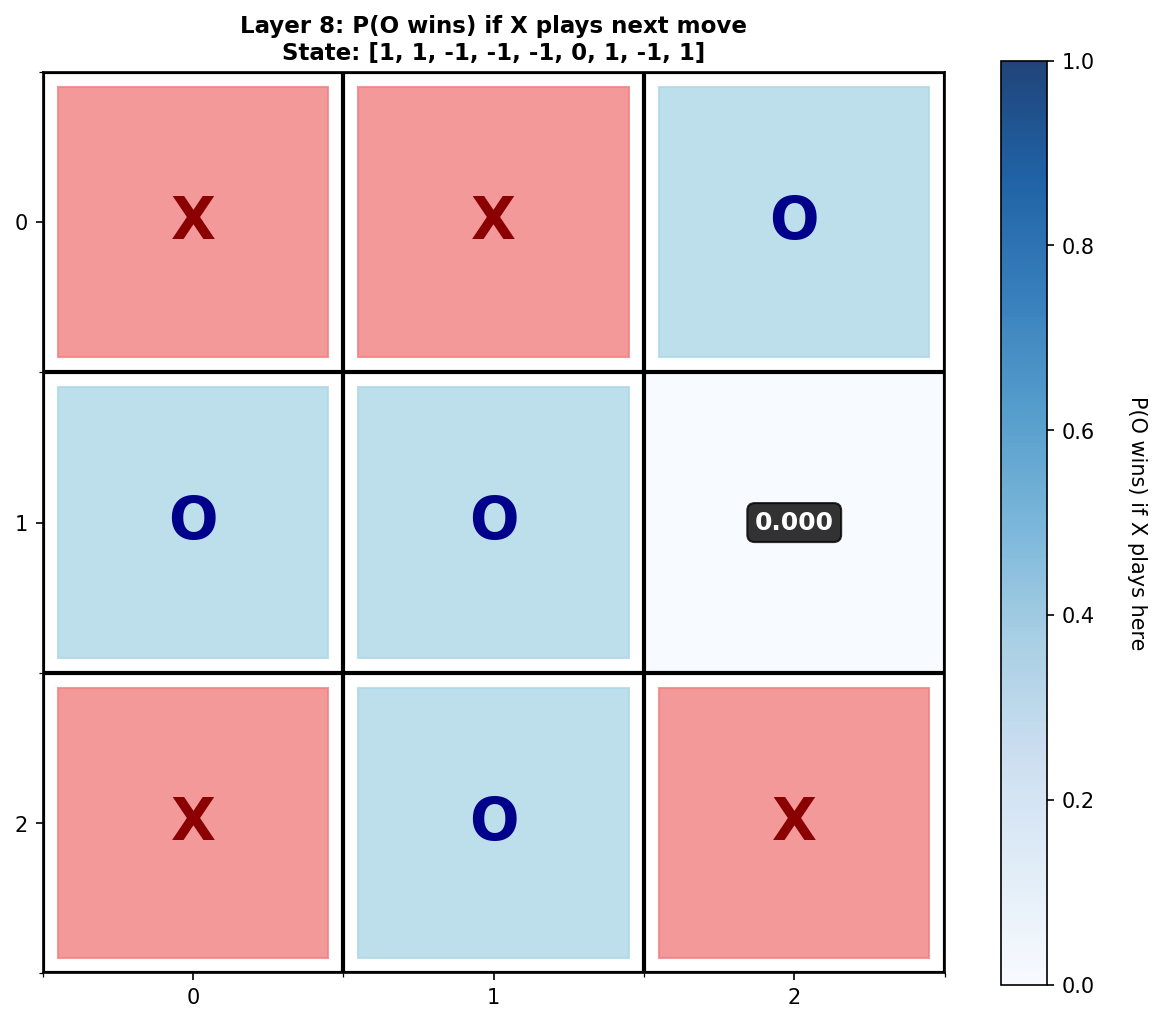 Layer 8: P(O wins) if X plays next move
State: [1, 1, -1, -1, -1, 0, 1, -1, 1]
0
X
X
O
1
O
O
0.000
2
X
O
X
0
1
2
1.0
0.8
0.6
0.4
0.2
0.0
P(O wins) if X plays here